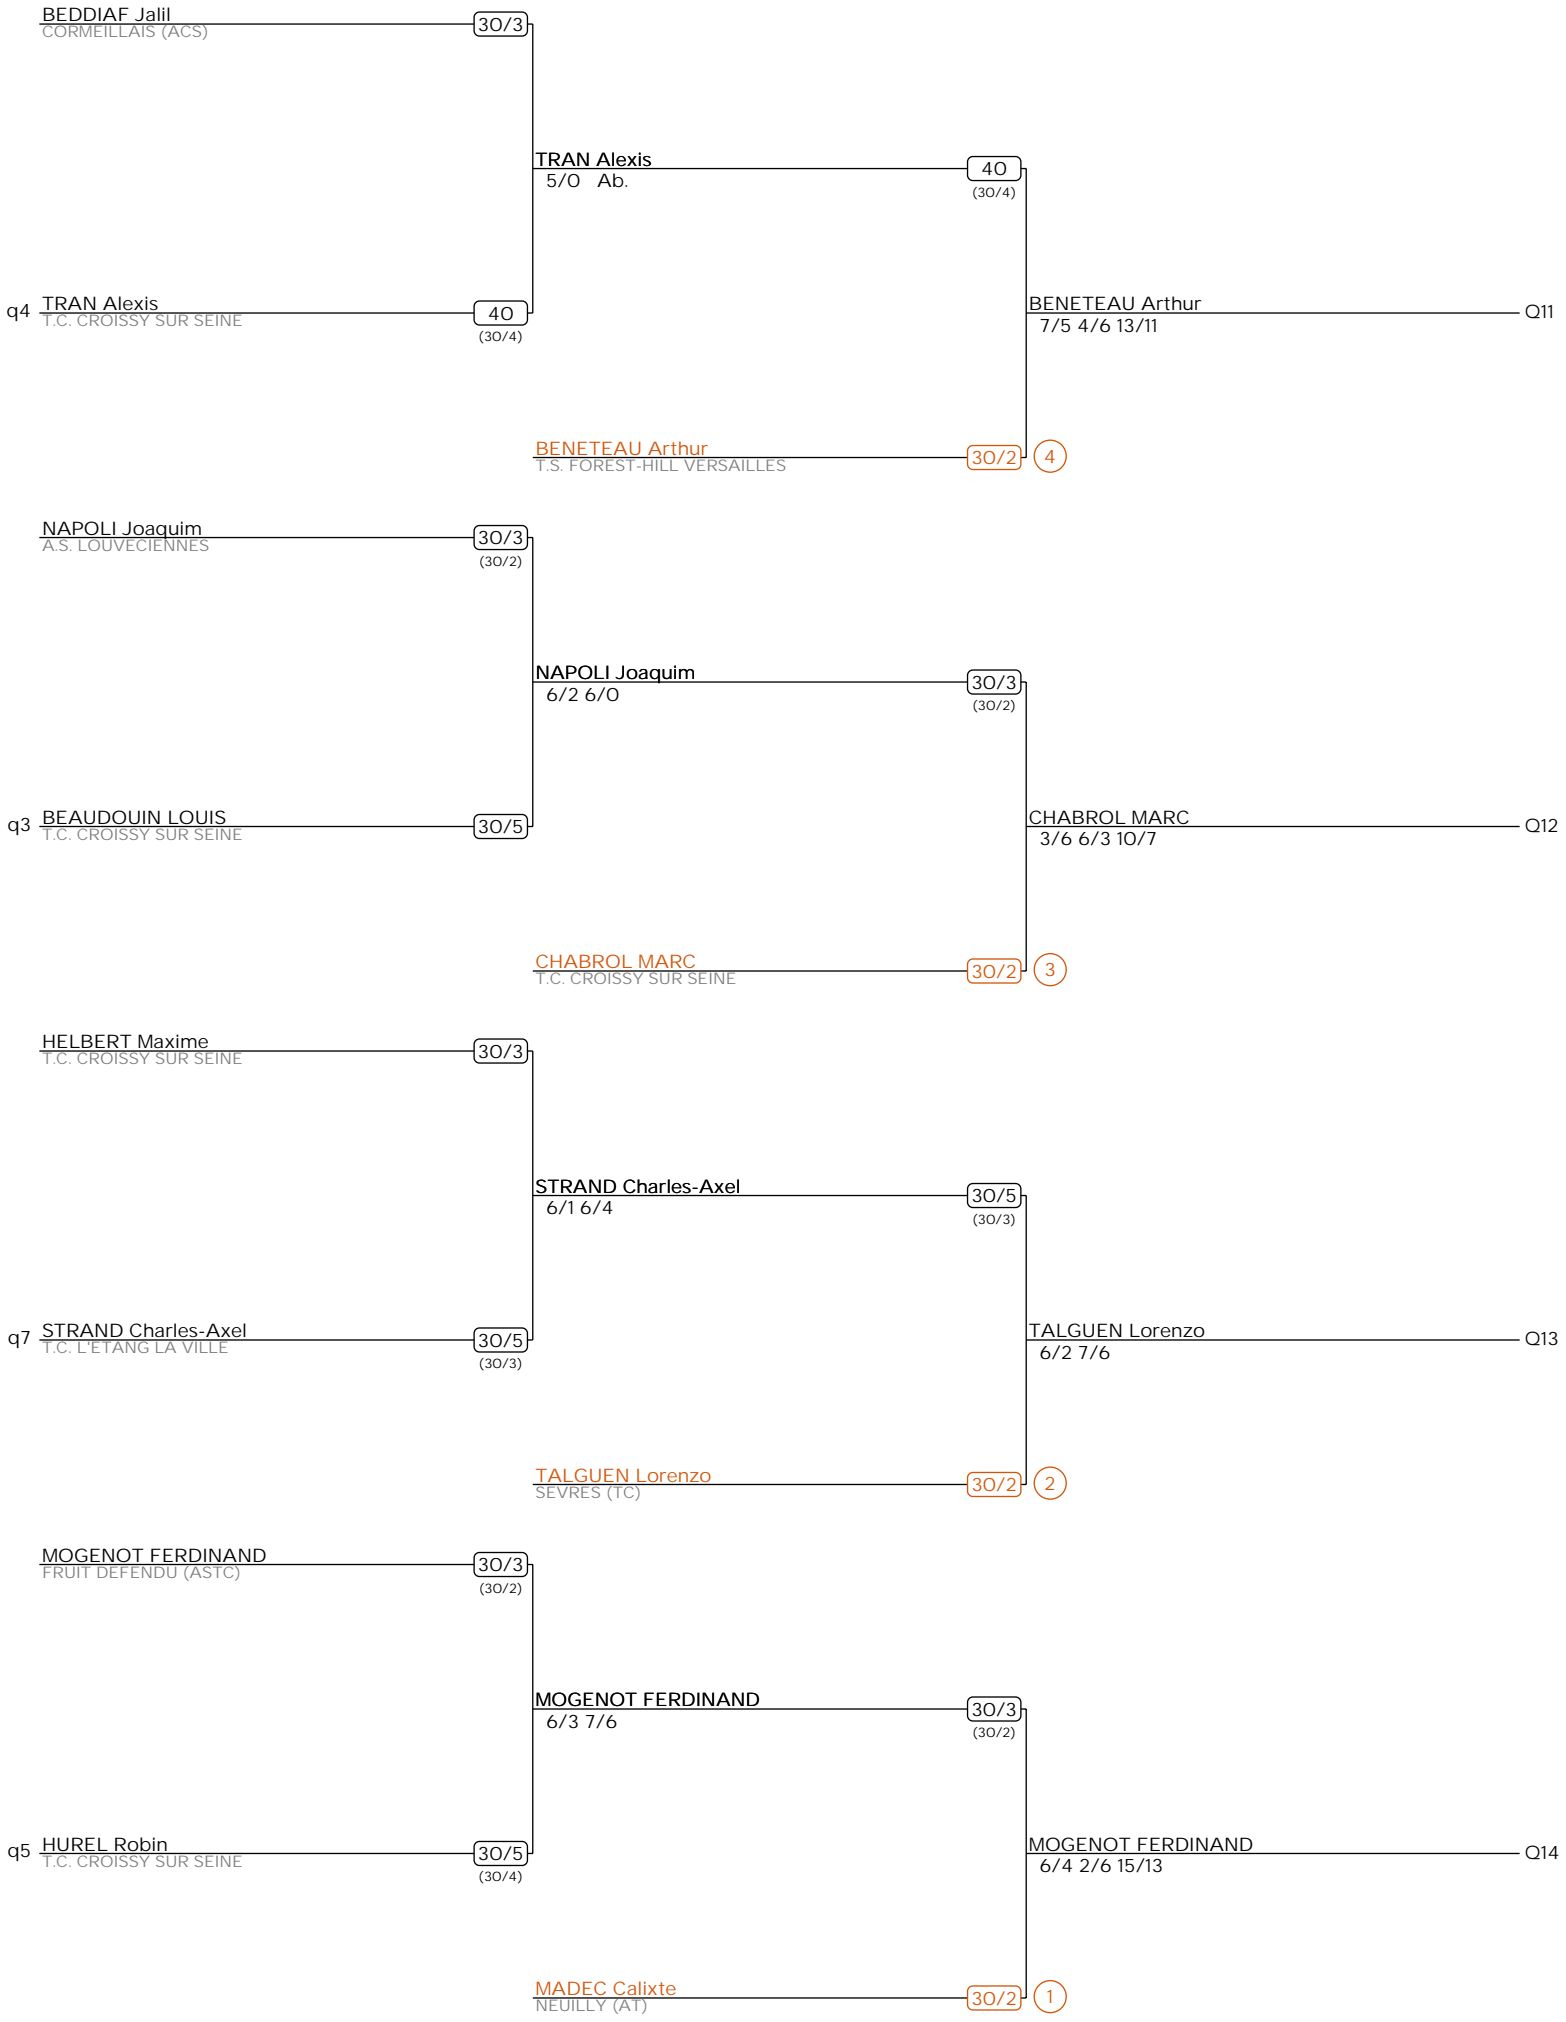 BEDDIAF Jalil
30/3
CORMEILLAIS (ACS)
TRAN Alexis
40
5/0 Ab.
(30/4)
q4 TRAN Alexis
40
T.C. CROISSY SUR SEINE
(30/4)
BENETEAU Arthur
Q11
7/5 4/6 13/11
BENETEAU Arthur
30/2 4
T.S. FOREST-HILL VERSAILLES
NAPOLI Joaquim
30/3
A.S. LOUVECIENNES
(30/2)
NAPOLI Joaquim
30/3
6/2 6/0
(30/2)
q3 BEAUDOUIN LOUIS
30/5
T.C. CROISSY SUR SEINE
CHABROL MARC
Q12
3/6 6/3 10/7
CHABROL MARC
30/2 3
T.C. CROISSY SUR SEINE
HELBERT Maxime
30/3
T.C. CROISSY SUR SEINE
STRAND Charles-Axel
30/5
6/1 6/4
(30/3)
q7 STRAND Charles-Axel
30/5
T.C. L'ETANG LA VILLE
(30/3)
TALGUEN Lorenzo
Q13
6/2 7/6
TALGUEN Lorenzo
30/2 2
SEVRES (TC)
MOGENOT FERDINAND
30/3
FRUIT DEFENDU (ASTC)
(30/2)
MOGENOT FERDINAND
30/3
6/3 7/6
(30/2)
q5 HUREL Robin
30/5
T.C. CROISSY SUR SEINE
(30/4)
MOGENOT FERDINAND
Q14
6/4 2/6 15/13
MADEC Calixte
30/2 1
NEUILLY (AT)